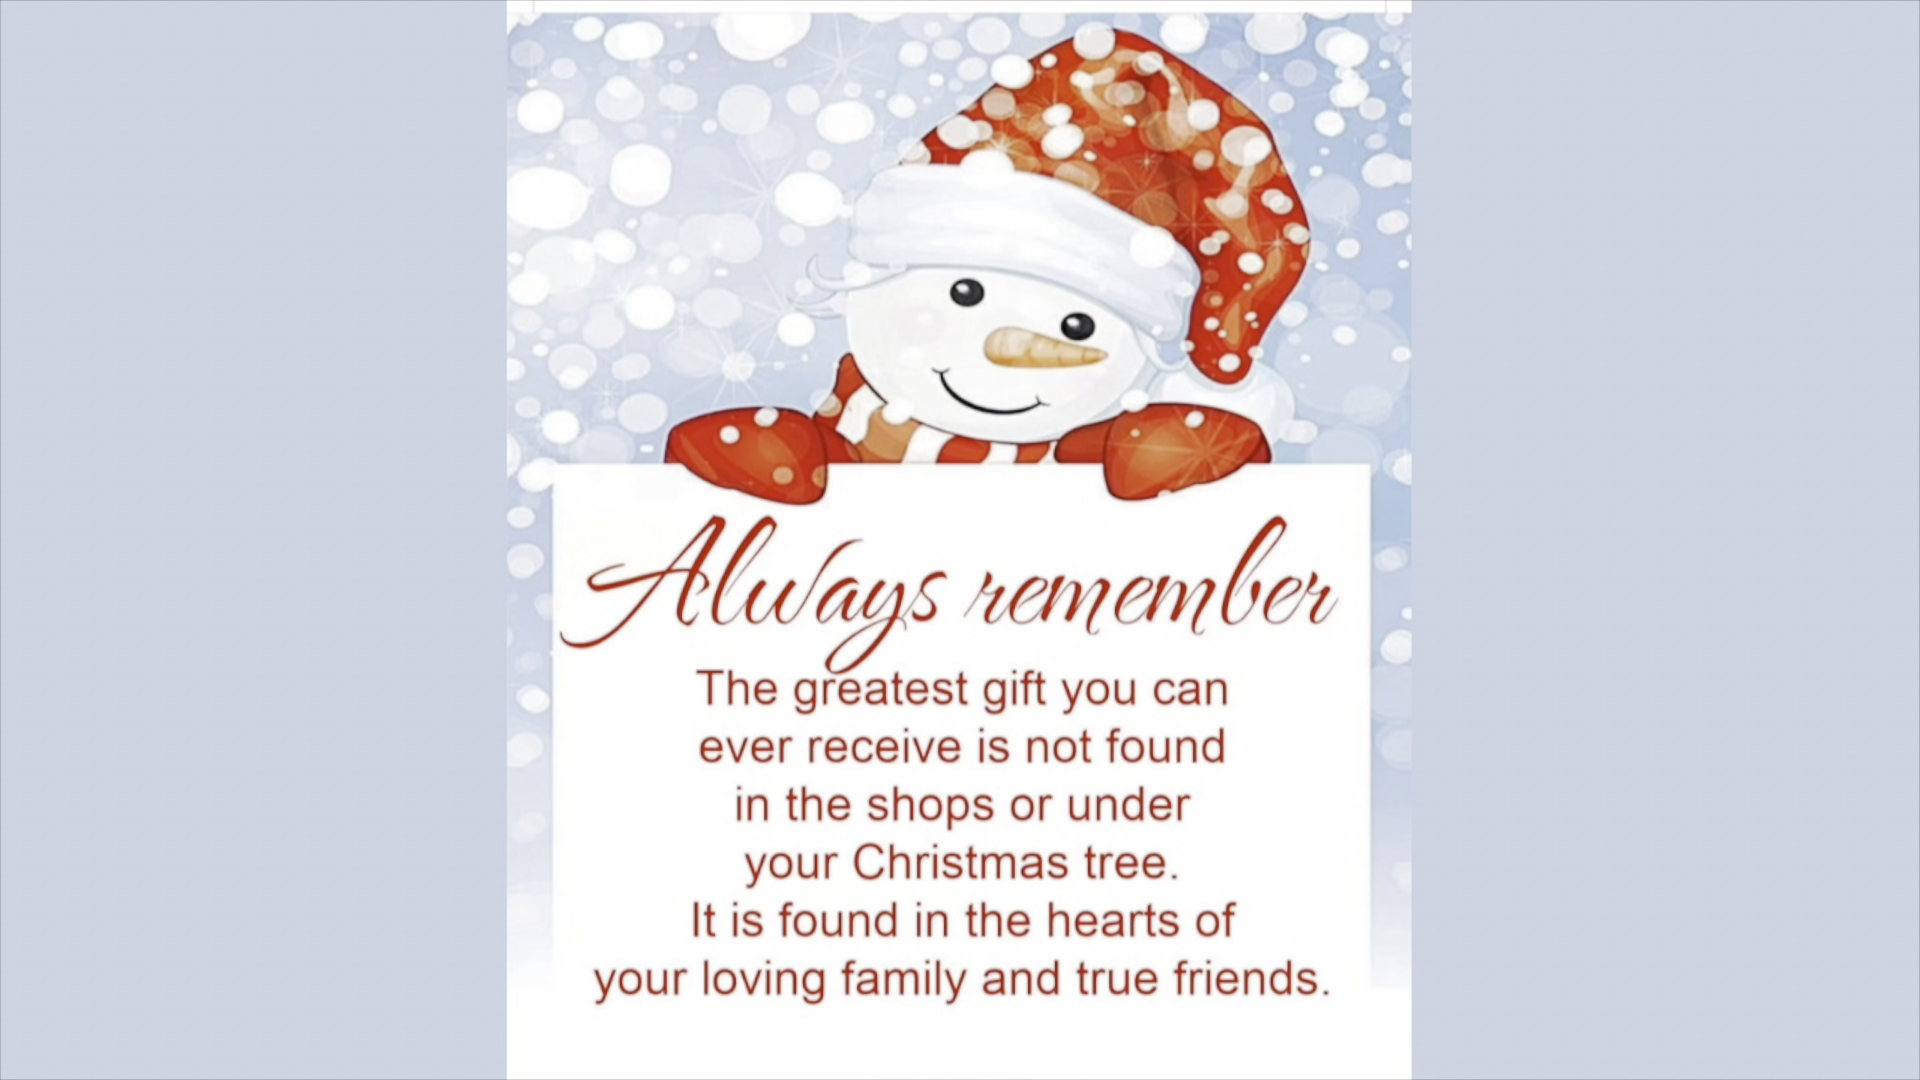 Always remember
The greatest gift you can
ever receive is not found
in the shops or under
your Christmas tree.
It is found in the hearts of
your loving family and true friends.